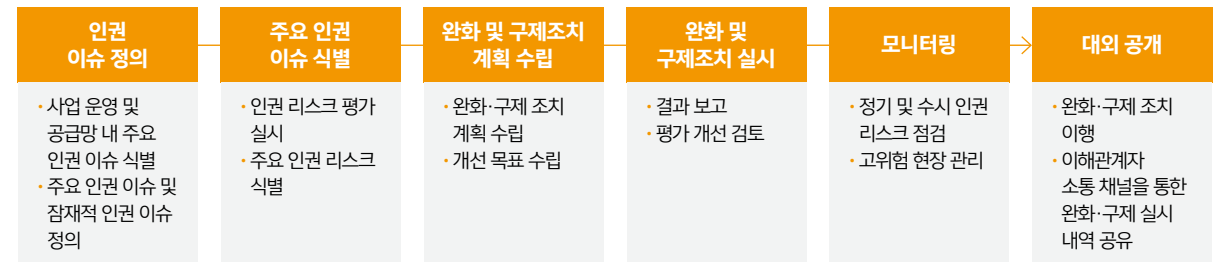 인권
이슈 정의
· 사업 운영 및
공급망 내 주요
인권 이슈 식별
· 주요 인권 이슈 및
잠재적 인권 이슈
정의
주요 인권
이슈 식별
· 인권 리스크 평가
실시
· 주요 인권 리스크
식별
완화 및 구제조치
계획 수립
· 완화·구제 조치
계획 수립
· 개선 목표 수립
완화 및
구제조치 실시
· 결과 보고
· 평가 개선 검토
모니터링
· 정기 및 수시 인권
리스크 점검
· 고위험 현장 관리
대외 공개
· 완화·구제 조치
이행
· 이해관계자
소통 채널을 통한
완화·구제 실시
내역 공유